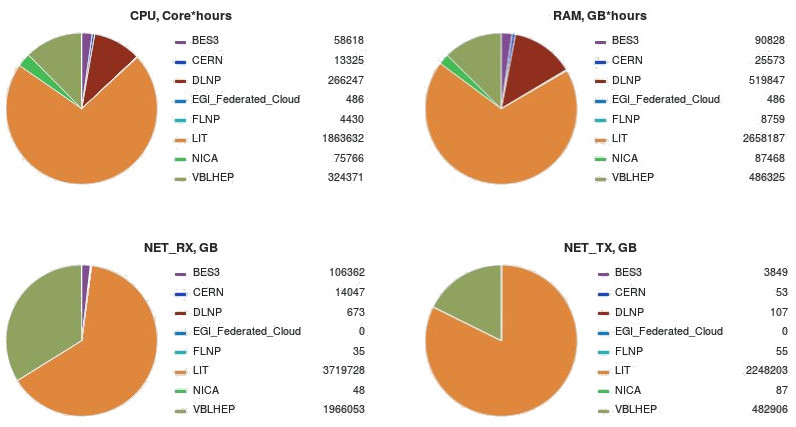 CPU, Core*hours
BES3 58618
CERN 13325
DLNP 266247
EGI_Federated_Cloud 486
FLNP 4430
LIT 1863632
NICA 75766
VBLHEP 324371
RAM, GB*hours
BES3 90828
CERN 25573
DLNP 519847
EGI_Federated_Cloud 486
FLNP 8759
LIT 2658187
NICA 87468
VBLHEP 486325
NET_RX, GB
BES3 106362
CERN 14047
DLNP 673
EGI_Federated_Cloud 0
FLNP 35
LIT 3719728
NICA 48
VBLHEP 1966053
NET_TX, GB
BES3 3849
CERN 53
DLNP 107
EGI_Federated_Cloud 0
FLNP 55
LIT 2248203
NICA 87
VBLHEP 482906